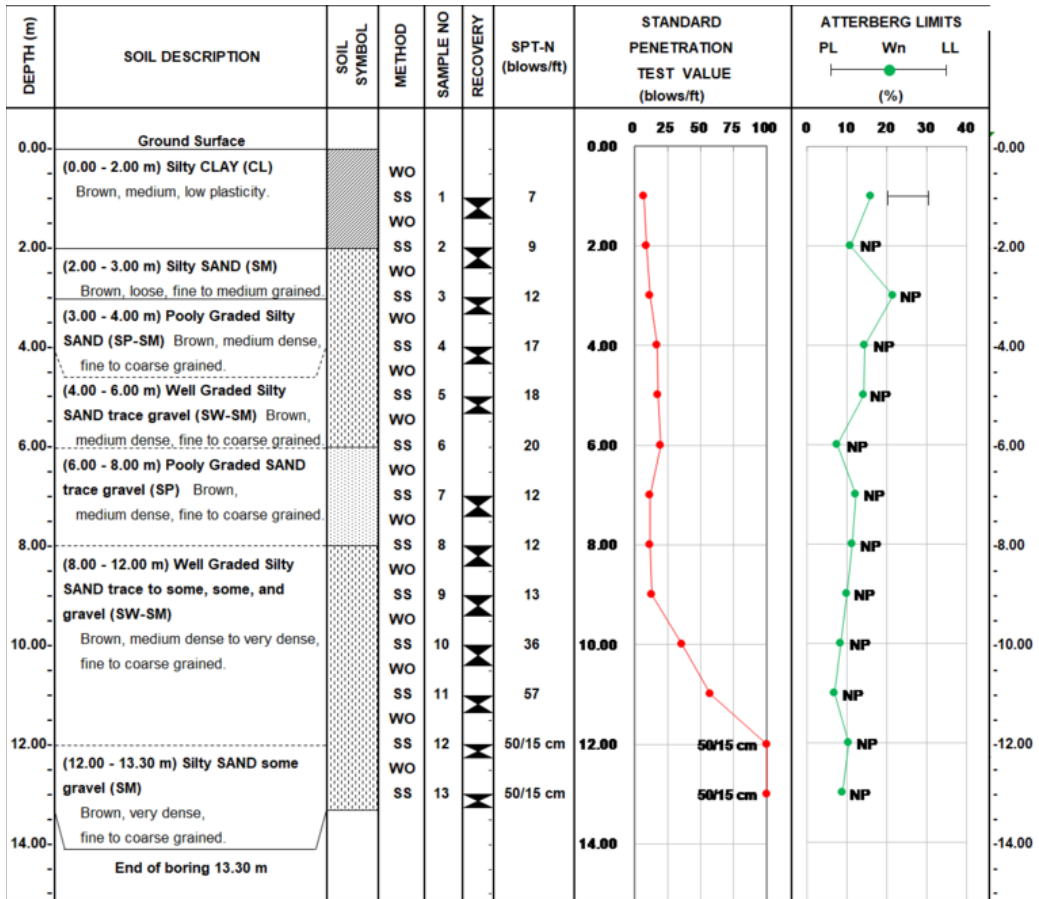 DEPTH (m)
SOIL DESCRIPTION
SOIL
SYMBOL
METHOD
SAMPLE NO
RECOVERY
SPT-N
(blows/ft)
STANDARD
PENETRATION
TEST VALUE
(blows/ft)
ATTERBERG LIMITS
PL Wn LL
(%)
0 25 50 75 100
0 10 20 30 40
Ground Surface
0.00
(0.00 - 2.00 m) Silty CLAY (CL)
Brown, medium, low plasticity.
2.00
(2.00 - 3.00 m) Silty SAND (SM)
Brown, loose, fine to medium grained.
(3.00 - 4.00 m) Pooly Graded Silty
SAND (SP-SM) Brown, medium dense,
4.00
fine to coarse grained.
(4.00 - 6.00 m) Well Graded Silty
SAND trace gravel (SW-SM) Brown,
medium dense, fine to coarse grained.
6.00
(6.00 - 8.00 m) Pooly Graded SAND
trace gravel (SP) Brown,
medium dense, fine to coarse grained.
8.00
(8.00 - 12.00 m) Well Graded Silty
SAND trace to some, some, and
gravel (SW-SM)
Brown, medium dense to very dense,
10.00
fine to coarse grained.
12.00
(12.00 - 13.30 m) Silty SAND some
gravel (SM)
Brown, very dense,
fine to coarse grained.
14.00
End of boring 13.30 m
WO
SS 1 7
WO
SS 2 9
WO
SS 3 12
WO
SS 4 17
WO
SS 5 18
WO
SS 6 20
WO
SS 7 12
WO
SS 8 12
WO
SS 9 13
WO
SS 10 36
WO
SS 11 57
WO
SS 12 50/15 cm
WO
SS 13 50/15 cm
0.00
2.00
4.00
6.00
8.00
10.00
12.00 50/15 cm
50/15 cm
14.00
NP
NP
NP
NP
NP
NP
NP
NP
NP
NP
NP
NP
-0.00
-2.00
-4.00
-6.00
-8.00
-10.00
-12.00
-14.00